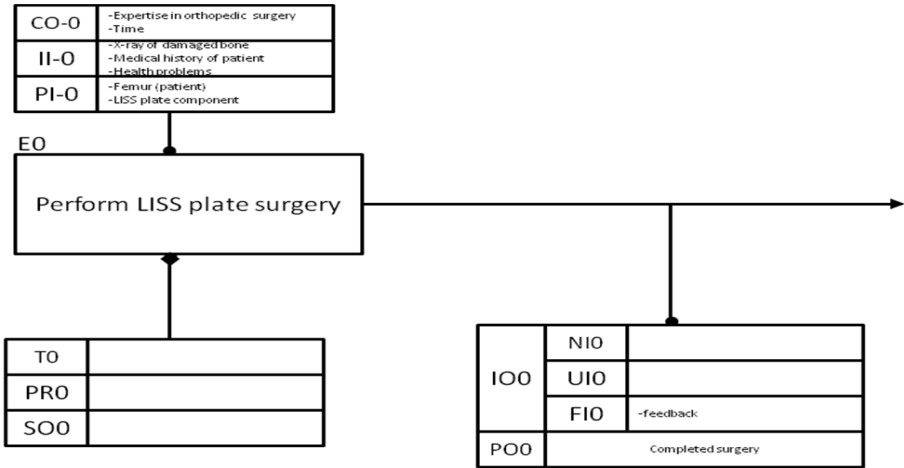 CO-0
-Expertise in orthopedic surgery
-Time
II-0
-X-ray of damaged bone
-Medical history of patient
-Health problems
PI-0
-Femur (patient)
-LISS plate component
E0
Perform LISS plate surgery
T0
PR0
SO0
IO0
NI0
UI0
FI0
-feedback
PO0
Completed surgery